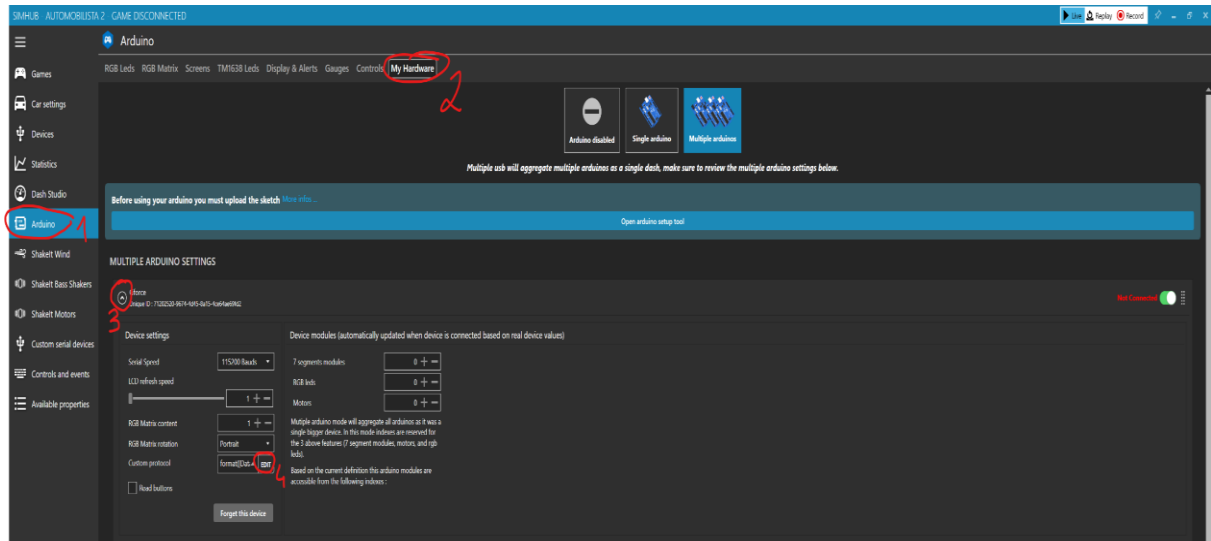 SIMHUB AUTOMOBILISTA 2 GAME DISCONNECTED
Live Replay Record
Arduino
RGB Leds RGB Matrix Screens TM1638 Leds Display & Alerts Gauges Controls My Hardware
2
Games
Car settings
Devices
Statistics
Dash Studio
Arduino
1
ShakeIt Wind
ShakeIt Bass Shakers
ShakeIt Motors
Custom serial devices
Controls and events
Available properties
Arduino disabled
Single arduino
Multiple arduinos
Multiple usb will aggregate multiple arduinos as a single dash, make sure to review the multiple arduino settings below.
Before using your arduino you must upload the sketch More infos...
Open arduino setup tool
MULTIPLE ARDUINO SETTINGS
Unique ID :
Not Connected
3
Device settings
Serial Speed 115200 Bauds
LCD refresh speed
1
RGB Matrix content 1
RGB Matrix rotation Portrait
Custom protocol format([Dat EDIT
4
Read buttons
Forget this device
Device modules (automatically updated when device is connected based on real device values)
7 segments modules 0
RGB leds 0
Motors 0
Mutiple arduino mode will aggregate all arduinos as it was a
single bigger device. In this mode indexes are reserved for
the 3 above features (7 segment modules, motors, and rgb
leds).
Based on the current definition this arduino modules are
accessible from the following indexes :